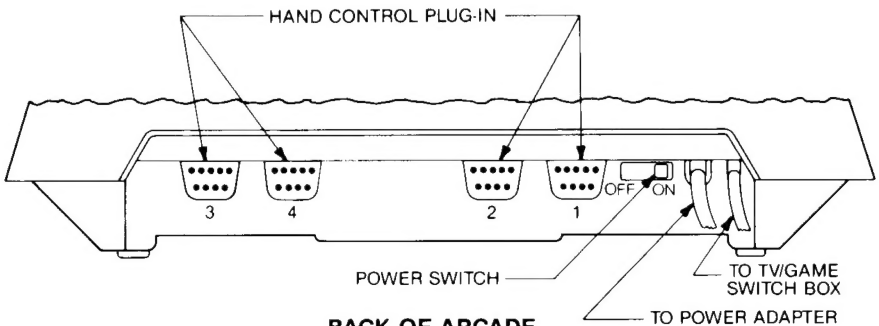 HAND CONTROL PLUG-IN
3
4
2
1
OFF ON
POWER SWITCH
TO TV/GAME
SWITCH BOX
TO POWER ADAPTER
BACK OF ARCADE